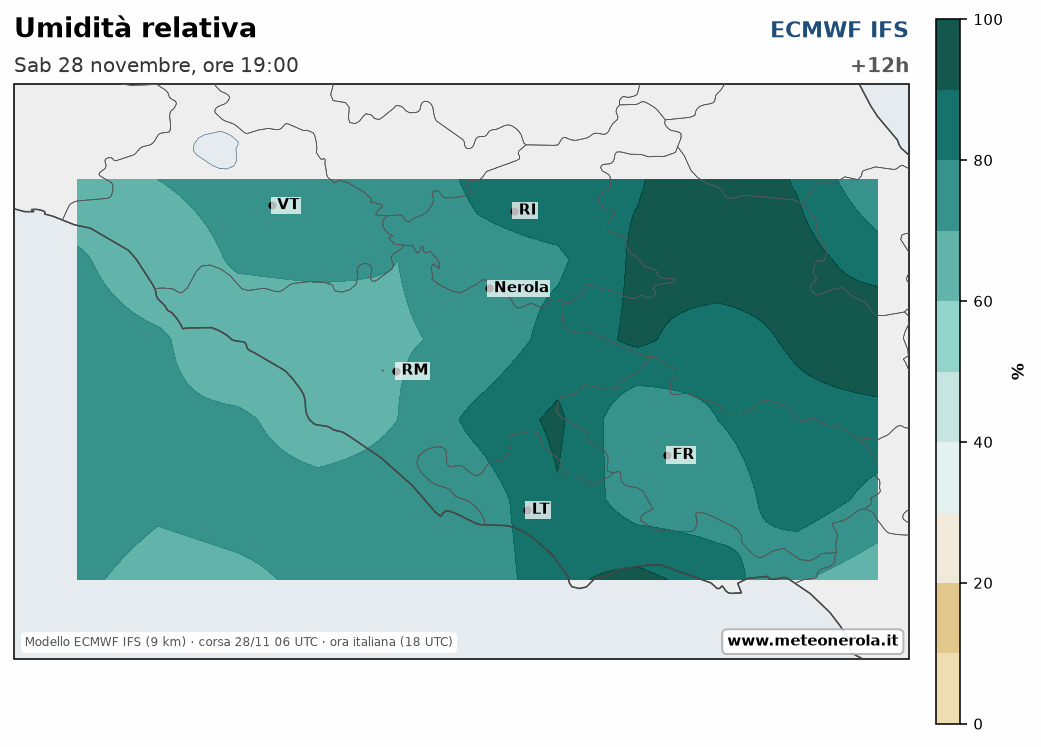 Umidità relativa
ECMWF IFS
Sab 28 novembre, ore 19:00
+12h
100
80
60
40
20
0
%
VT
RI
Nerola
RM
FR
LT
Modello ECMWF IFS (9 km) · corsa 28/11 06 UTC · ora italiana (18 UTC)
www.meteonerola.it